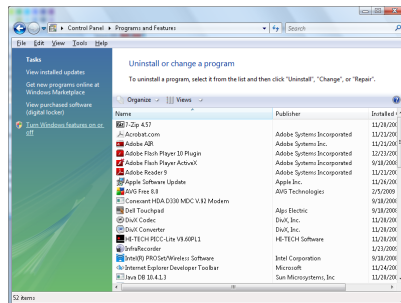 Control Panel ▸ Programs and Features
Search
File Edit View Tools Help
Tasks
View installed updates
Get new programs online at Windows Marketplace
View purchased software (digital locker)
Turn Windows features on or off
Uninstall or change a program
To uninstall a program, select it from the list and then click "Uninstall", "Change", or "Repair".
Organize Views
Name Publisher Installed
7-Zip 4.57 11/28/200
Acrobat.com Adobe Systems Incorporated 11/21/200
Adobe AIR Adobe Systems Inc. 11/21/200
Adobe Flash Player 10 Plugin Adobe Systems Incorporated 12/23/200
Adobe Flash Player ActiveX Adobe Systems Incorporated 9/18/200
Adobe Reader 9 Adobe Systems Incorporated 11/21/200
Apple Software Update Apple Inc. 11/26/200
AVG Free 8.0 AVG Technologies 2/5/2009
Conexant HDA D330 MDC V.92 Modem 9/18/200
Dell Touchpad Alps Electric 9/18/200
DivX Codec DivX, Inc. 11/28/200
DivX Converter DivX, Inc. 11/28/200
HI-TECH PICC-Lite V9.60PL1 HI-TECH Software 11/28/200
InfraRecorder 1/23/200
Intel(R) PROSet/Wireless Software Intel Corporation 9/18/200
Internet Explorer Developer Toolbar Microsoft 11/24/200
Java DB 10.4.1.3 Sun Microsystems, Inc 11/28/200
52 items